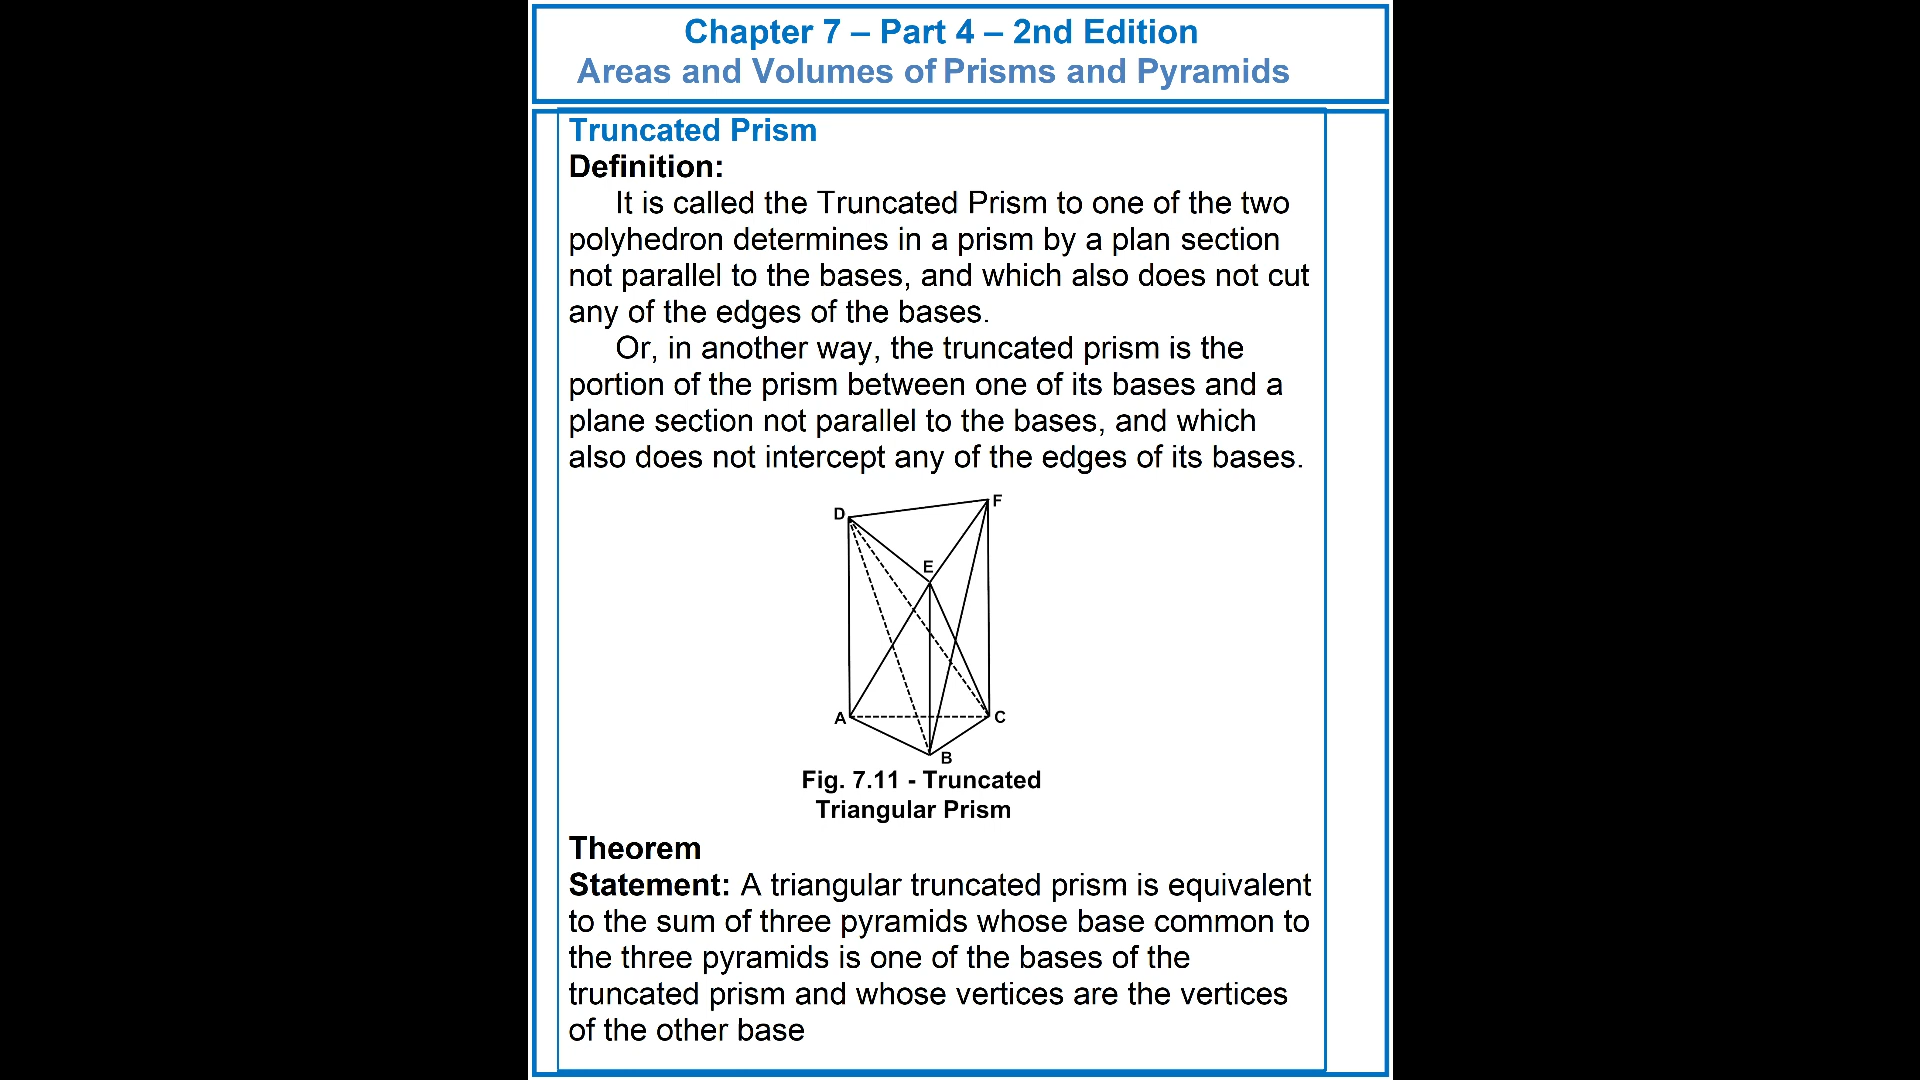 Chapter 7 – Part 4 – 2nd Edition
Areas and Volumes of Prisms and Pyramids
Truncated Prism
Definition:
It is called the Truncated Prism to one of the two
polyhedron determines in a prism by a plan section
not parallel to the bases, and which also does not cut
any of the edges of the bases.
Or, in another way, the truncated prism is the
portion of the prism between one of its bases and a
plane section not parallel to the bases, and which
also does not intercept any of the edges of its bases.
F
D
E
A
C
B
Fig. 7.11 - Truncated
Triangular Prism
Theorem
Statement: A triangular truncated prism is equivalent
to the sum of three pyramids whose base common to
the three pyramids is one of the bases of the
truncated prism and whose vertices are the vertices
of the other base